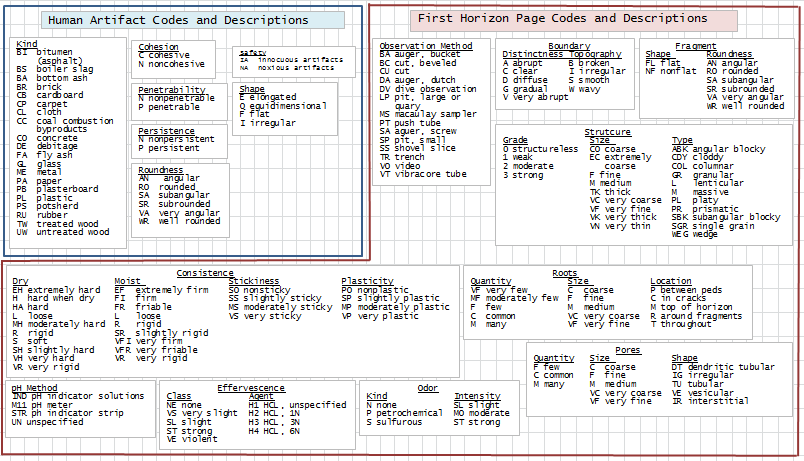 Human Artifact Codes and Descriptions
Kind
BI bitumen
(asphalt)
BS boiler slag
BA bottom ash
BR brick
CB cardboard
CP carpet
CL cloth
CC coal combustion
byproducts
CO concrete
DE debitage
FA fly ash
GL glass
ME metal
PA paper
PB plasterboard
PL plastic
PS potsherd
RU rubber
TW treated wood
UW untreated wood
Cohesion
C cohesive
N noncohesive
Penetrability
N nonpenetrable
P penetrable
Persistence
N nonpersistent
P persistent
Roundness
AN angular
RO rounded
SA subangular
SR subrounded
VA very angular
WR well rounded
Safety
IA innocuous artifacts
NA noxious artifacts
Shape
E elongated
Q equidimensional
F flat
I irregular
First Horizon Page Codes and Descriptions
Observation Method
BA auger, bucket
BC cut, beveled
CU cut
DA auger, dutch
DV dive observation
LP pit, large or
quary,
MS macaulay sampler
PT push tube
SA auger, screw
SP pit, small
SS shovel slice
TR trench
VO video
VT vibracore tube
Boundary
Distinctness Topography
A abrupt B broken
C clear I irregular
D diffuse S smooth
G gradual W wavy
V very abrupt
Fragment
Shape Roundness
FL flat AN angular
NF nonflat RO rounded
SA subangular
SR subrounded
VA very angular
WR well rounded
Strutcure
Grade Size Type
0 structureless CO coarse ABK angular blocky
1 weak EC extremely CDY cloddy
2 moderate coarse COL columnar
3 strong F fine GR granular
M medium L lenticular
TK thick M massive
VC very coarse PL platy
VF very fine PR prismatic
VK very thick SBK subangular blocky
VN very thin SGR single grain
WEG wedge
Consistence
Dry Moist Stickiness Plasticity
EH extremely hard EF extremely firm SO nonsticky PO nonplastic
H hard when dry FI firm SS slightly sticky SP slightly plastic
HA hard FR friable MS moderately sticky MP moderately plastic
L loose L loose VS very sticky VP very plastic
MH moderately hard R rigid
R rigid SR slightly rigid
S soft VFI very firm
SH slightly hard VFR very friable
VH very hard VR very rigid
VR very rigid
Roots
Quantity Size Location
VF very few C coarse P between peds
MF moderately few F fine C in cracks
F few M medium M top of horizon
C common VC very coarse R around fragments
M many VF very fine T throughout
Pores
Quantity Size Shape
F few C coarse DT dendritic tubular
C common F fine IG irregular
M many M medium TU tubular
VC very coarse VE vesicular
VF very fine IR interstitial
pH Method
IND pH indicator solutions
M11 pH meter
STR pH indicator strip
UN unspecified
Effervescence
Class Agent
NE none H1 HCL, unspecified
VS very slight H2 HCL, 1N
SL slight H3 HCL, 3N
ST strong H4 HCL, 6N
VE violent
Odor
Kind Intensity
N none SL slight
P petrochemical MO moderate
S sulfurous ST strong